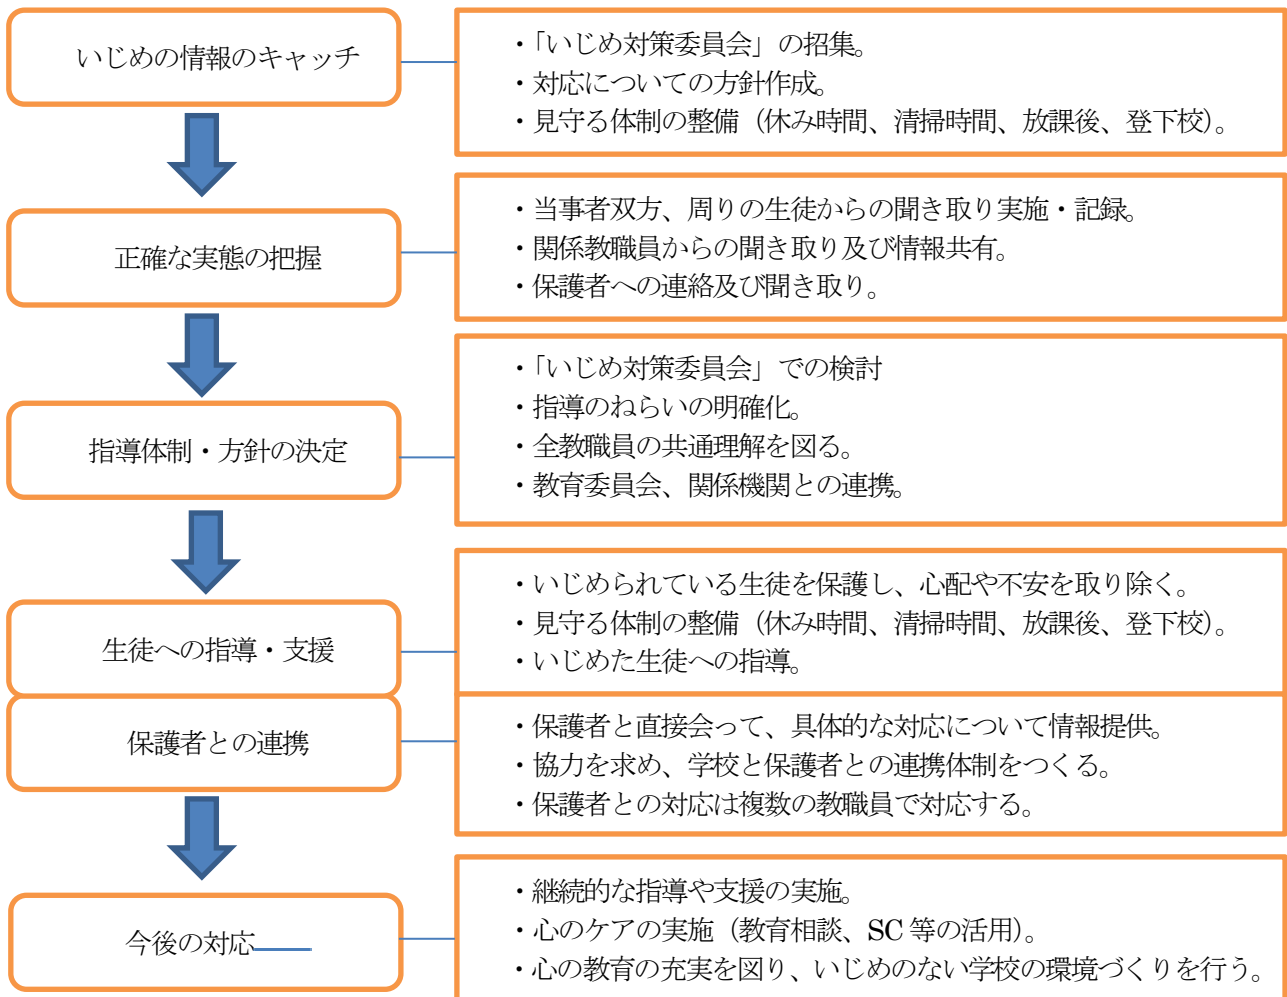 いじめの情報のキャッチ
・「いじめ対策委員会」の招集。
・対応についての方針作成。
・見守る体制の整備（休み時間、清掃時間、放課後、登下校）。
正確な実態の把握
・当事者双方、周りの生徒からの聞き取り実施・記録。
・関係教職員からの聞き取り及び情報共有。
・保護者への連絡及び聞き取り。
指導体制・方針の決定
・「いじめ対策委員会」での検討
・指導のねらいの明確化。
・全教職員の共通理解を図る。
・教育委員会、関係機関との連携。
生徒への指導・支援
・いじめられている生徒を保護し、心配や不安を取り除く。
・見守る体制の整備（休み時間、清掃時間、放課後、登下校）。
・いじめた生徒への指導。
保護者との連携
・保護者と直接会って、具体的な対応について情報提供。
・協力を求め、学校と保護者との連携体制をつくる。
・保護者との対応は複数の教職員で対応する。
今後の対応
・継続的な指導や支援の実施。
・心のケアの実施（教育相談、SC 等の活用）。
・心の教育の充実を図り、いじめのない学校の環境づくりを行う。